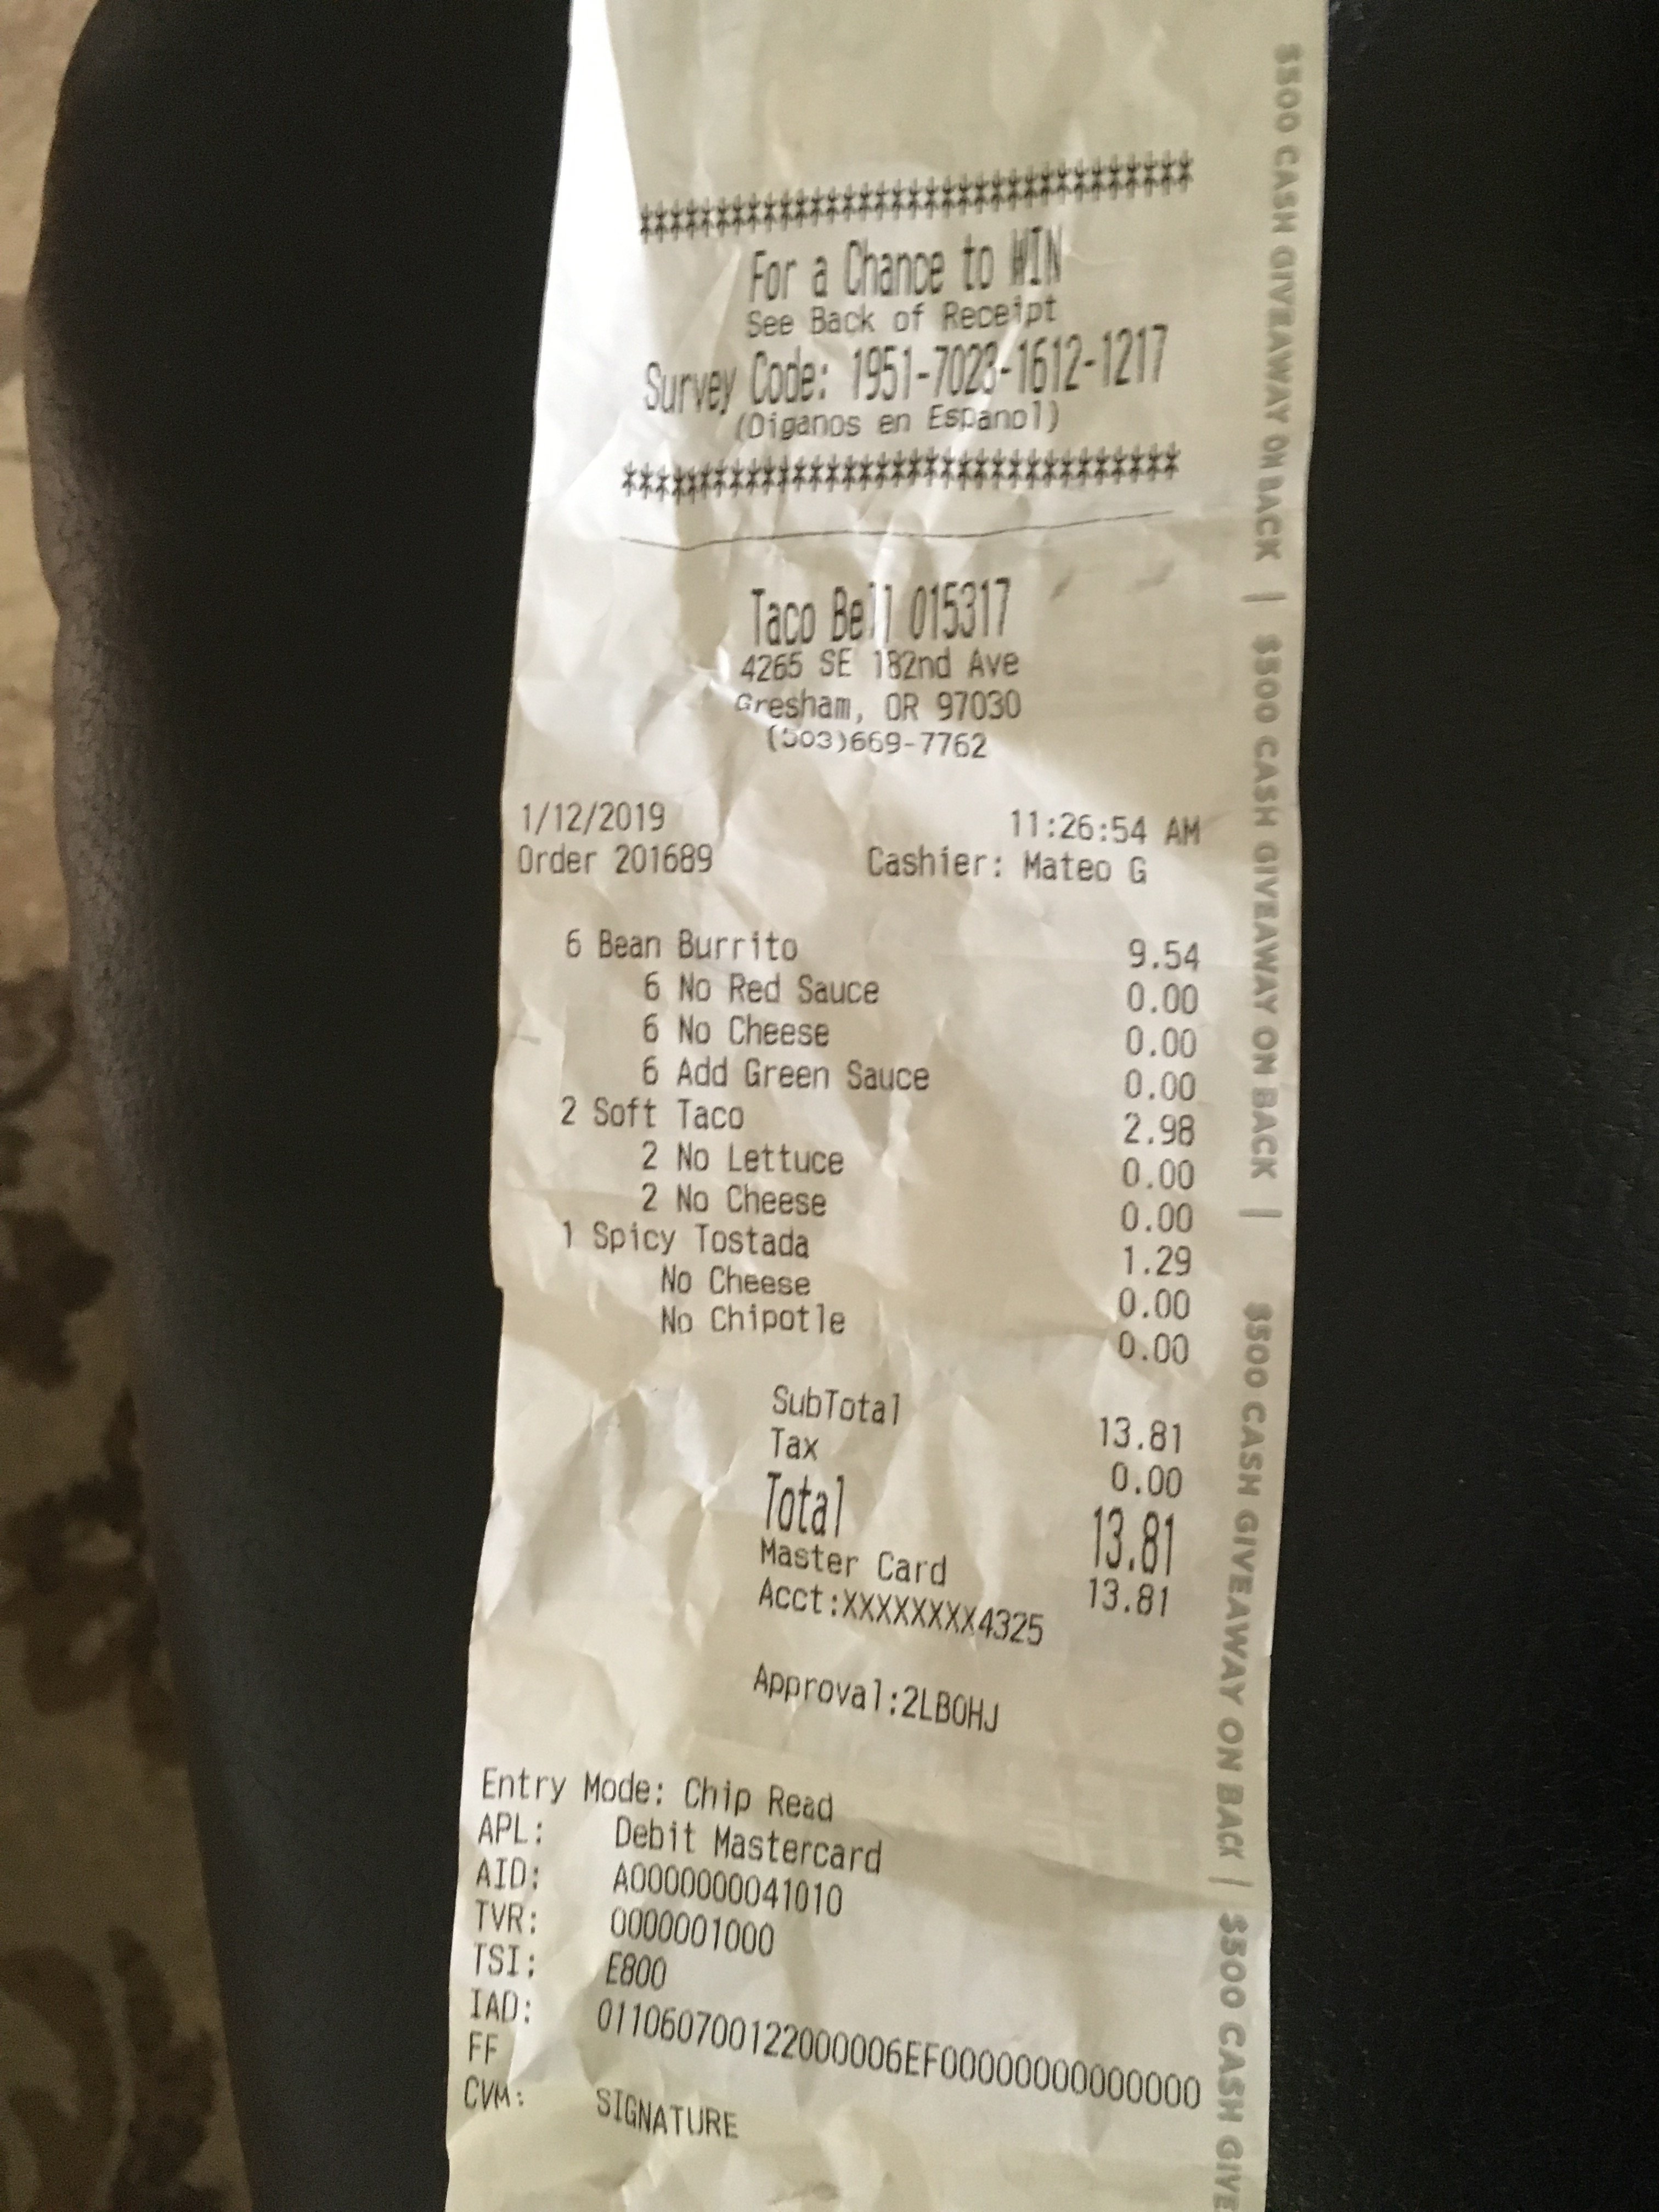 *********************************
For a Chance to WIN
See Back of Receipt
Survey Code: 1951-7023-1612-1217
(Diganos en Espanol)
*********************************
Taco Bell 015317
4265 SE 182nd Ave
Gresham, OR 97030
(503)669-7762
1/12/2019 11:26:54 AM
Order 201689 Cashier: Mateo G
6 Bean Burrito 9.54
6 No Red Sauce 0.00
6 No Cheese 0.00
6 Add Green Sauce 0.00
2 Soft Taco 2.98
2 No Lettuce 0.00
2 No Cheese 0.00
1 Spicy Tostada 1.29
No Cheese 0.00
No Chipotle 0.00
SubTotal 13.81
Tax 0.00
Total 13.81
Master Card 13.81
Acct:XXXXXXXX4325
Approval:2LBOHJ
Entry Mode: Chip Read
APL: Debit Mastercard
AID: A0000000041010
TVR: 0000001000
TSI: E800
IAD: 0110607001220000006EF00000000000000
FF
CVM: SIGNATURE
$500 CASH GIVEAWAY ON BACK | $500 CASH GIVEAWAY ON BACK | $500 CASH GIVEAWAY ON BACK | $500 CASH GIVE